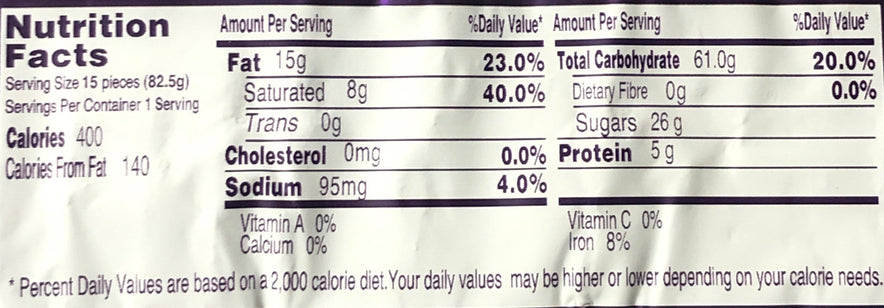 Nutrition
Facts
Serving Size 15 pieces (82.5g)
Servings Per Container 1 Serving
Calories 400
Calories From Fat 140
Amount Per Serving %Daily Value*
Fat 15g 23.0%
Saturated 8g 40.0%
Trans 0g
Cholesterol 0mg 0.0%
Sodium 95mg 4.0%
Vitamin A 0%
Calcium 0%
Amount Per Serving %Daily Value*
Total Carbohydrate 61.0g 20.0%
Dietary Fibre 0g 0.0%
Sugars 26 g
Protein 5 g
Vitamin C 0%
Iron 8%
* Percent Daily Values are based on a 2,000 calorie diet.Your daily values may be higher or lower depending on your calorie needs.